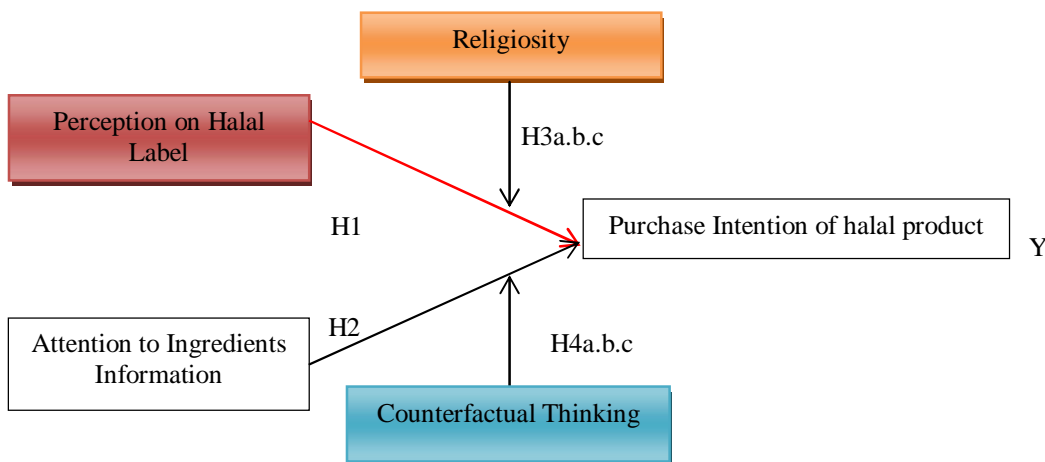 Religiosity
Perception on Halal
Label
H3a.b.c
H1
Purchase Intention of halal product
Y
H2
Attention to Ingredients
Information
H4a.b.c
Counterfactual Thinking